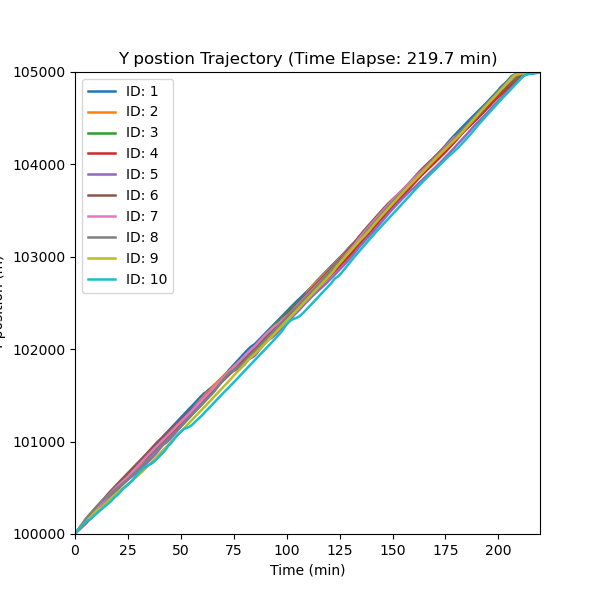 Y postion Trajectory (Time Elapse: 219.7 min)
105000
104000
103000
102000
101000
100000
ID: 1
ID: 2
ID: 3
ID: 4
ID: 5
ID: 6
ID: 7
ID: 8
ID: 9
ID: 10
0 25 50 75 100 125 150 175 200
Time (min)